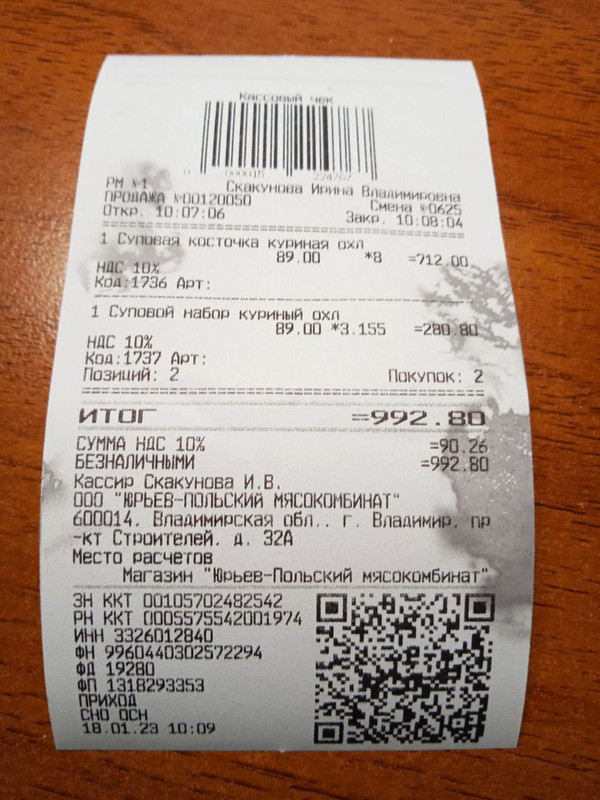 Кассовый чек
0 000015 224767
РМ №1 Скакунова Ирина Владимировна
ПРОДАЖА №00120050 Смена №0625
Откр. 10:07:06 Закр. 10:08:04
1 Суповая косточка куриная охл
89.00 *8 =712.00
НДС 10%
Код:1736 Арт:
1 Суповой набор куриный охл
89.00 *3.155 =280.80
НДС 10%
Код:1737 Арт:
Позиций: 2 Покупок: 2
ИТОГ =992.80
СУММА НДС 10% =90.26
БЕЗНАЛИЧНЫМИ =992.80
Кассир Скакунова И.В.
ООО "ЮРЬЕВ-ПОЛЬСКИЙ МЯСОКОМБИНАТ"
600014, Владимирская обл., г. Владимир, пр
-кт Строителей, д. 32А
Место расчетов
Магазин "Юрьев-Польский мясокомбинат"
ЗН ККТ 00105702482542
РН ККТ 0005575542001974
ИНН 3326012840
ФН 9960440302572294
ФД 19280
ФП 1318293353
ПРИХОД
СНО ОСН
18.01.23 10:09